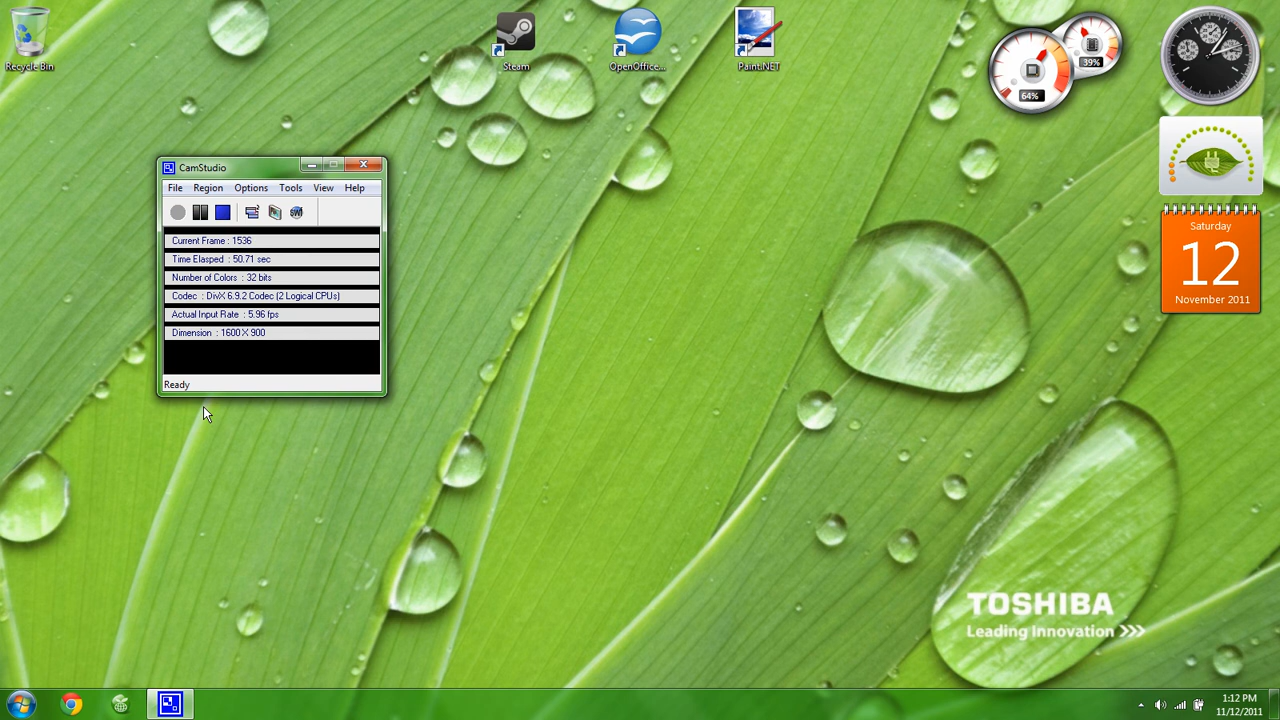 Recycle Bin
Steam
OpenOffice...
Paint.NET
64%
39%
Saturday
12
November 2011
CamStudio
File Region Options Tools View Help
Current Frame : 1536
Time Elasped : 50.71 sec
Number of Colors : 32 bits
Codec : DivX 6.9.2 Codec (2 Logical CPUs)
Actual Input Rate : 5.96 fps
Dimension : 1600 X 900
Ready
TOSHIBA
Leading Innovation >>>
1:12 PM
11/12/2011